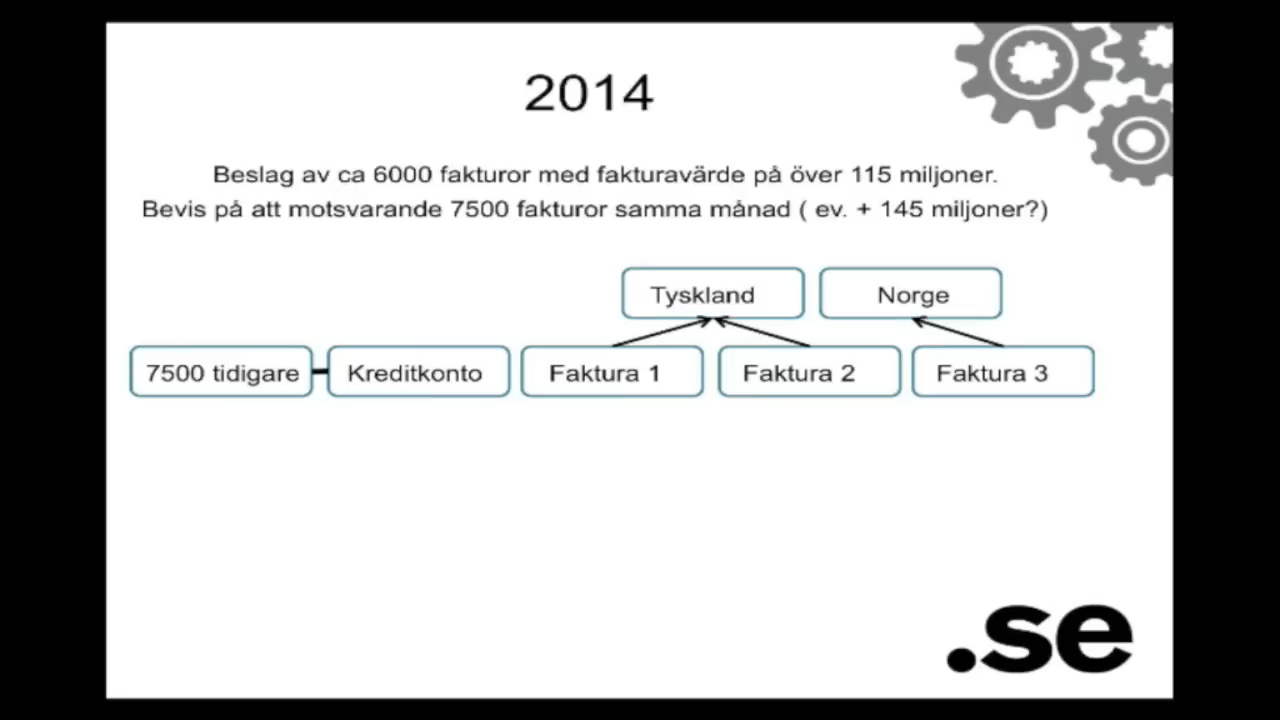 2014
Beslag av ca 6000 fakturor med fakturavärde på över 115 miljoner.
Bevis på att motsvarande 7500 fakturor samma månad ( ev. + 145 miljoner?)
Tyskland
Norge
7500 tidigare
Kreditkonto
Faktura 1
Faktura 2
Faktura 3
.se